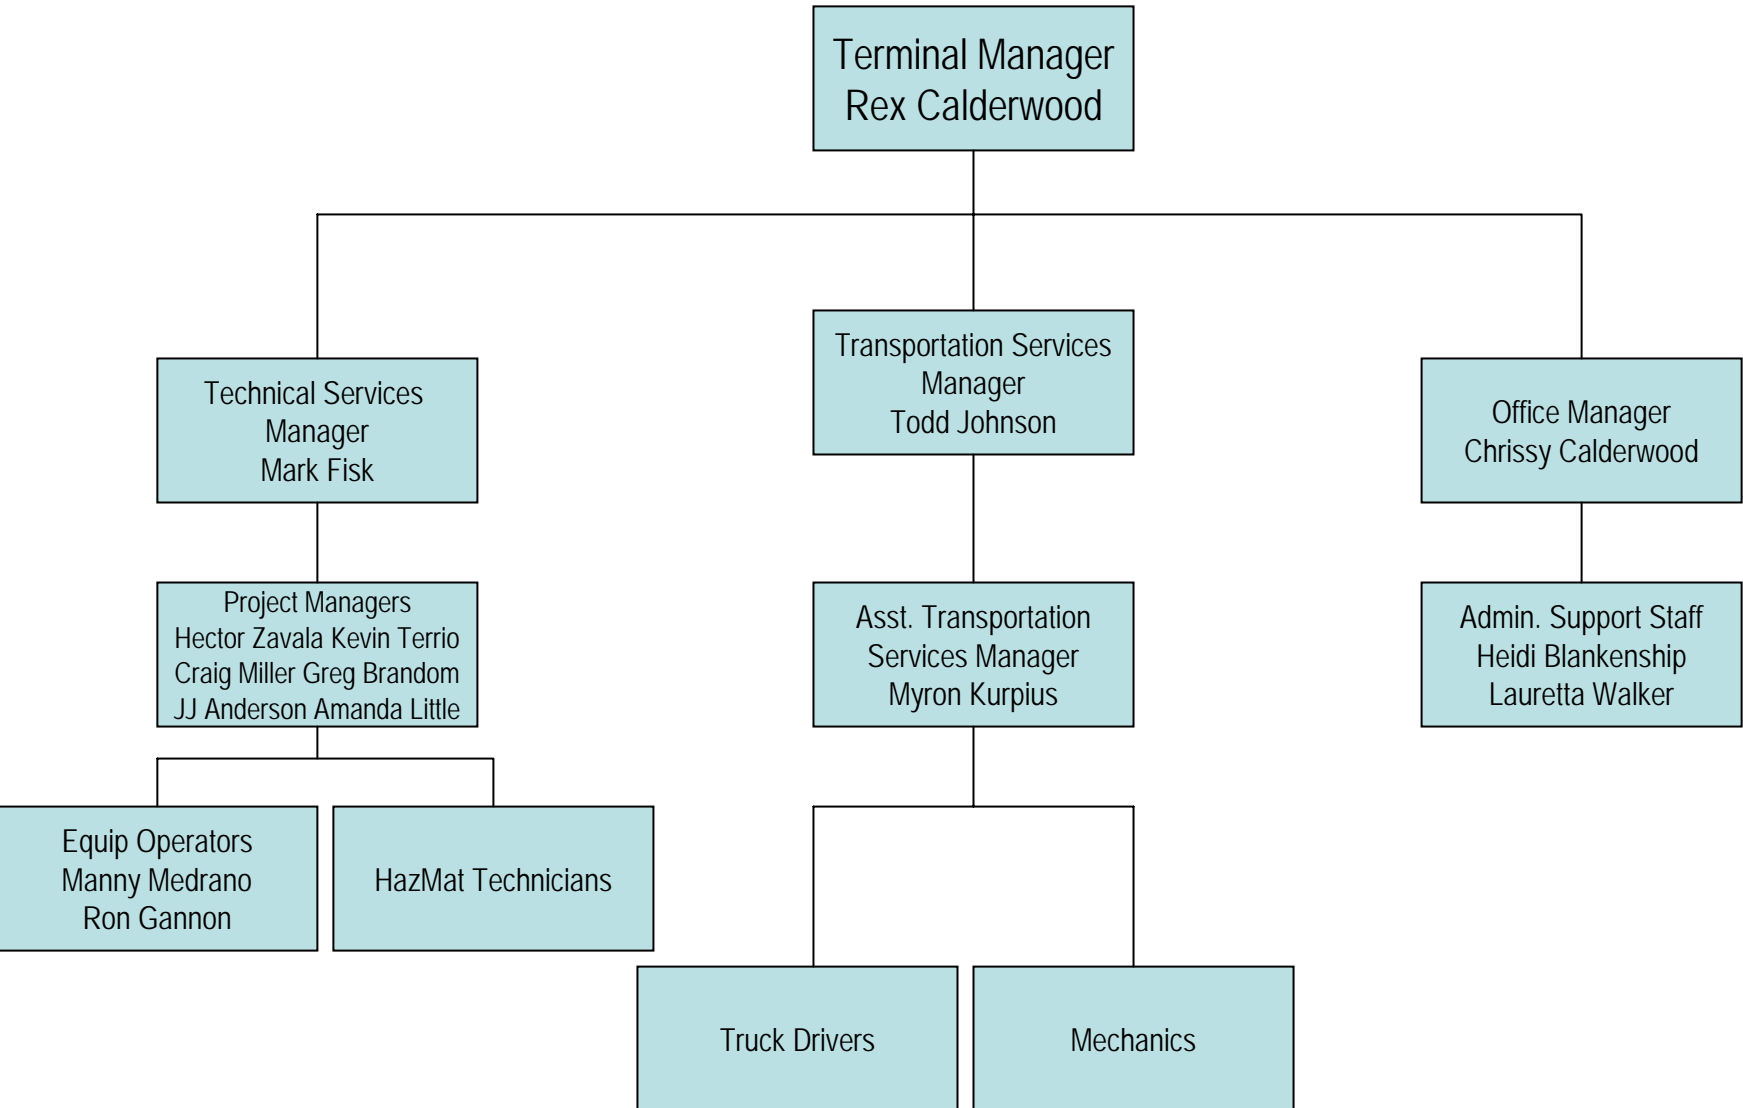 Terminal Manager
Rex Calderwood
Transportation Services
Manager
Todd Johnson
Technical Services
Manager
Mark Fisk
Office Manager
Chrissy Calderwood
Project Managers
Hector Zavala Kevin Terrio
Craig Miller Greg Brandom
JJ Anderson Amanda Little
Asst. Transportation
Services Manager
Myron Kurpius
Admin. Support Staff
Heidi Blankenship
Lauretta Walker
Equip Operators
Manny Medrano
Ron Gannon
HazMat Technicians
Truck Drivers
Mechanics